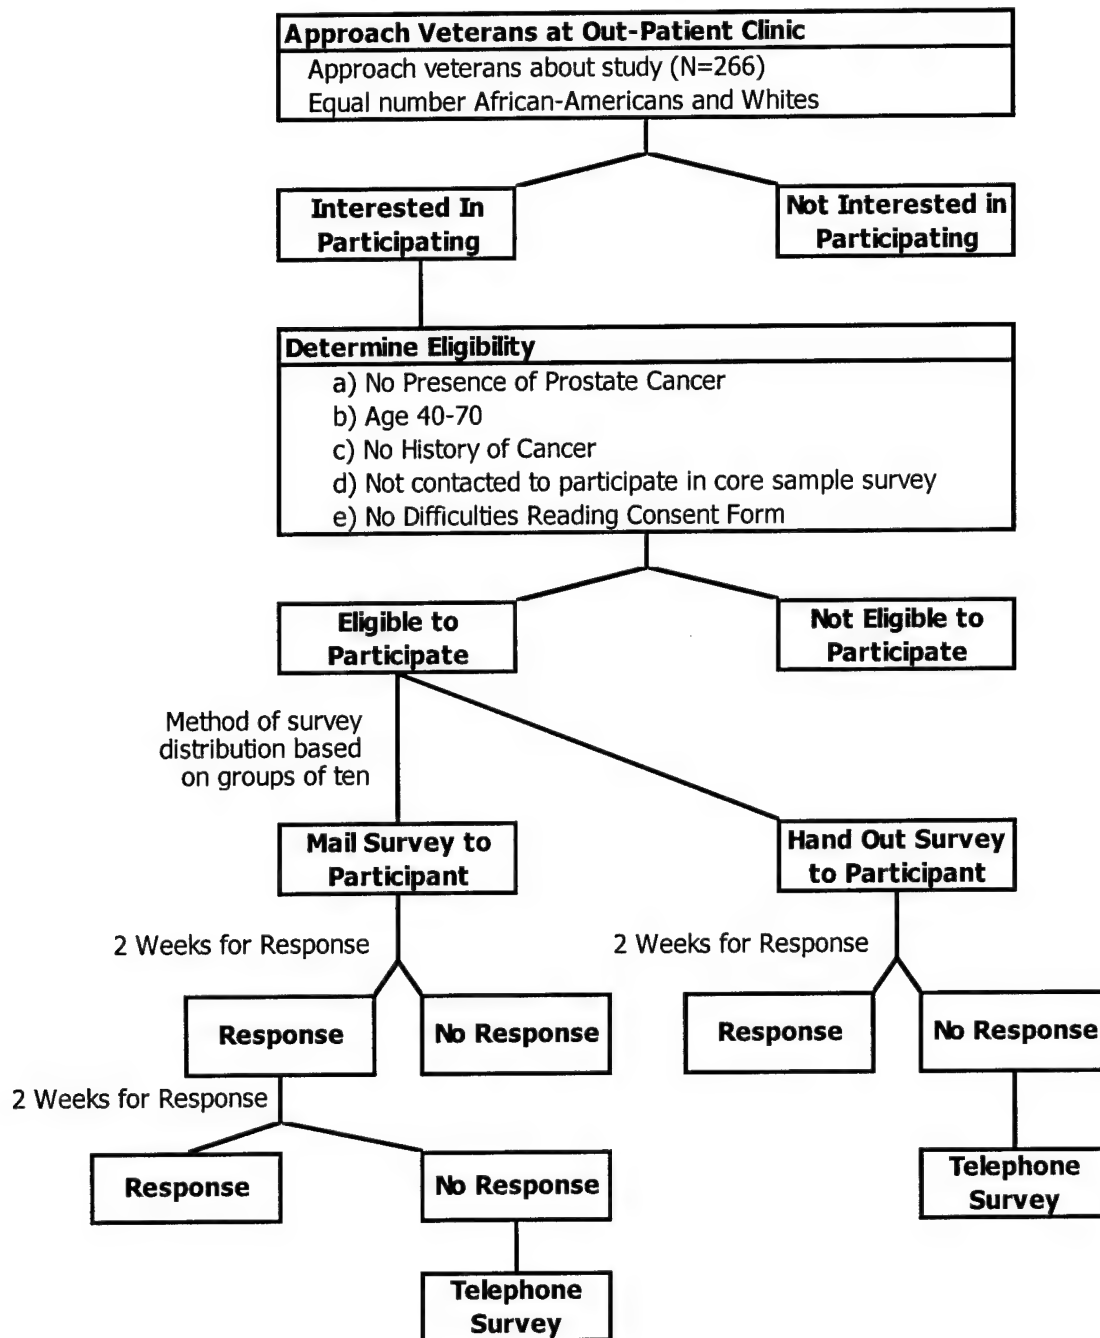 Approach Veterans at Out-Patient Clinic
Approach veterans about study (N=266)
Equal number African-Americans and Whites
Interested In
Participating
Not Interested in
Participating
Determine Eligibility
a) No Presence of Prostate Cancer
b) Age 40-70
c) No History of Cancer
d) Not contacted to participate in core sample survey
e) No Difficulties Reading Consent Form
Eligible to
Participate
Not Eligible to
Participate
Method of survey
distribution based
on groups of ten
Mail Survey to
Participant
Hand Out Survey
to Participant
2 Weeks for Response
2 Weeks for Response
Response
No Response
Response
No Response
2 Weeks for Response
Response
No Response
Telephone
Survey
Telephone
Survey